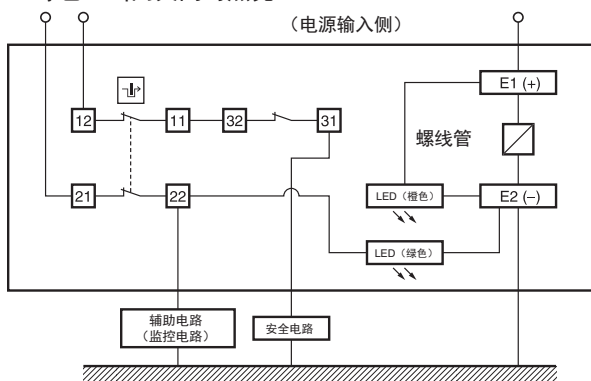 （电源输入侧）
E1 (+)
12
11
32
31
螺线管
21
22
LED（橙色）
E2 (–)
LED（绿色）
辅助电路
（监控电路）
安全电路